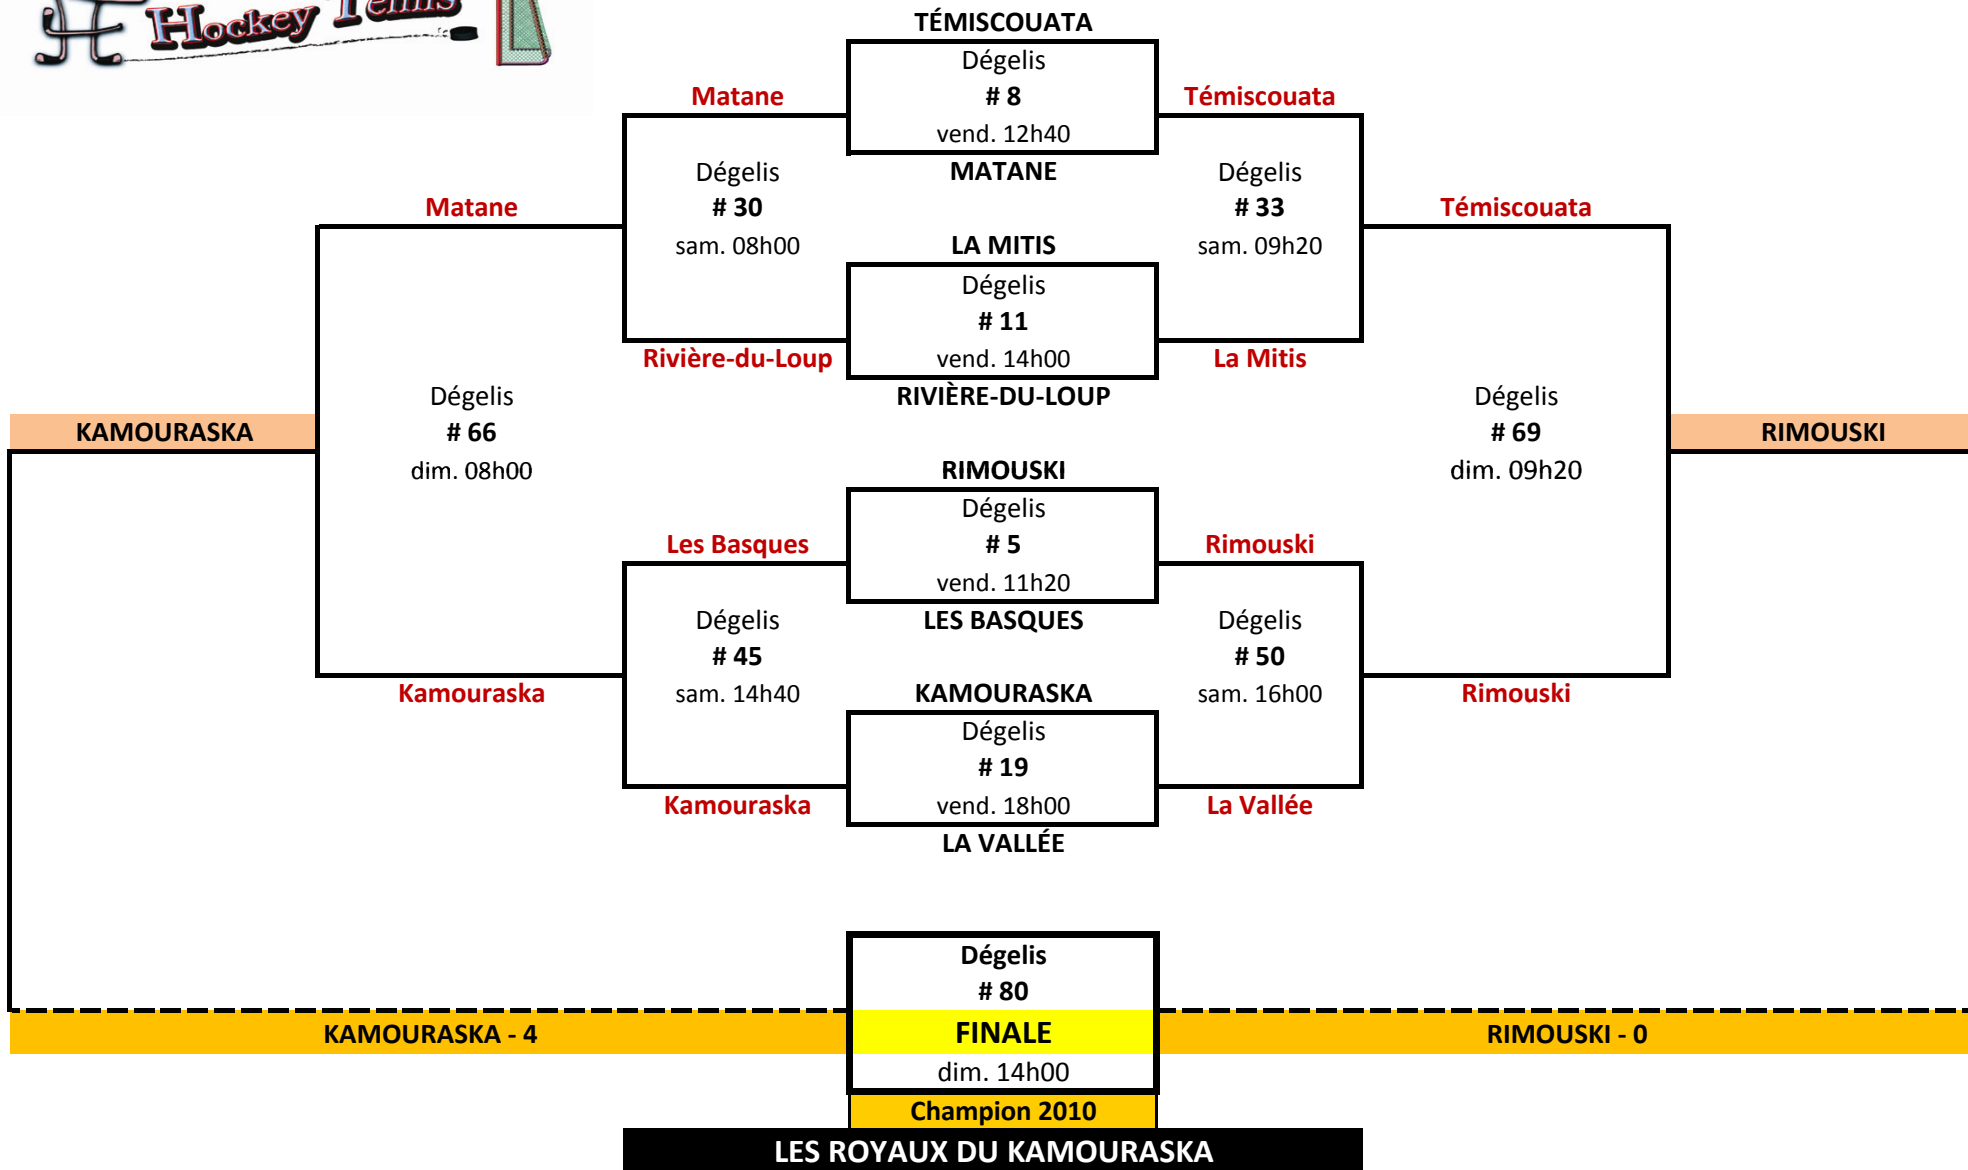 Hockey Témis
TÉMISCOUATA
Dégelis
Matane
# 8
Témiscouata
vend. 12h40
Dégelis
MATANE
Dégelis
Matane
# 30
# 33
Témiscouata
sam. 08h00
LA MITIS
sam. 09h20
Dégelis
# 11
Rivière-du-Loup
vend. 14h00
La Mitis
Dégelis
RIVIÈRE-DU-LOUP
Dégelis
KAMOURASKA
# 66
# 69
RIMOUSKI
dim. 08h00
RIMOUSKI
dim. 09h20
Dégelis
Les Basques
# 5
Rimouski
vend. 11h20
Dégelis
LES BASQUES
Dégelis
# 45
# 50
Kamouraska
sam. 14h40
KAMOURASKA
sam. 16h00
Rimouski
Dégelis
# 19
Kamouraska
vend. 18h00
La Vallée
LA VALLÉE
Dégelis
# 80
KAMOURASKA - 4
FINALE
RIMOUSKI - 0
dim. 14h00
Champion 2010
LES ROYAUX DU KAMOURASKA